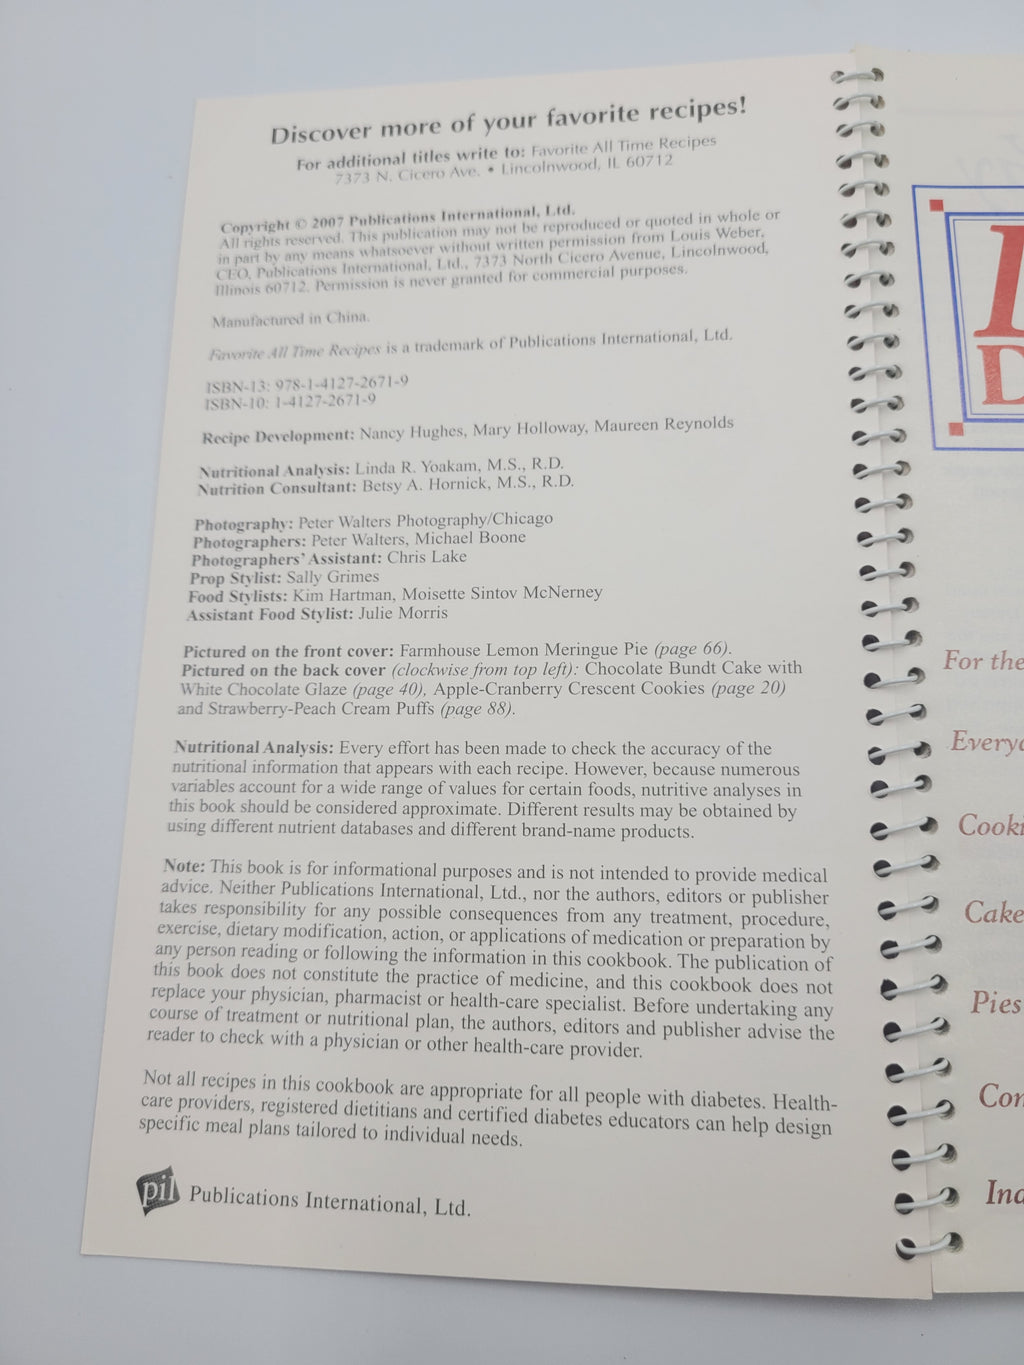 Discover more of your favorite recipes!
For additional titles write to: Favorite All Time Recipes
7373 N. Cicero Ave. • Lincolnwood, IL 60712
Copyright © 2007 Publications International, Ltd.
All rights reserved. This publication may not be reproduced or quoted in whole or
in part by any means whatsoever without written permission from Louis Weber,
CEO, Publications International, Ltd., 7373 North Cicero Avenue, Lincolnwood,
Illinois 60712. Permission is never granted for commercial purposes.
Manufactured in China.
Favorite All Time Recipes is a trademark of Publications International, Ltd.
ISBN-13: 978-1-4127-2671-9
ISBN-10: 1-4127-2671-9
Recipe Development: Nancy Hughes, Mary Holloway, Maureen Reynolds
Nutritional Analysis: Linda R. Yoakam, M.S., R.D.
Nutrition Consultant: Betsy A. Hornick, M.S., R.D.
Photography: Peter Walters Photography/Chicago
Photographers: Peter Walters, Michael Boone
Photographers' Assistant: Chris Lake
Prop Stylist: Sally Grimes
Food Stylists: Kim Hartman, Moisette Sintov McNerney
Assistant Food Stylist: Julie Morris
Pictured on the front cover: Farmhouse Lemon Meringue Pie (page 66).
Pictured on the back cover (clockwise from top left): Chocolate Bundt Cake with
White Chocolate Glaze (page 40), Apple-Cranberry Crescent Cookies (page 20)
and Strawberry-Peach Cream Puffs (page 88).
Nutritional Analysis: Every effort has been made to check the accuracy of the
nutritional information that appears with each recipe. However, because numerous
variables account for a wide range of values for certain foods, nutritive analyses in
this book should be considered approximate. Different results may be obtained by
using different nutrient databases and different brand-name products.
Note: This book is for informational purposes and is not intended to provide medical
advice. Neither Publications International, Ltd., nor the authors, editors or publisher
takes responsibility for any possible consequences from any treatment, procedure,
exercise, dietary modification, action, or applications of medication or preparation by
any person reading or following the information in this cookbook. The publication of
this book does not constitute the practice of medicine, and this cookbook does not
replace your physician, pharmacist or health-care specialist. Before undertaking any
course of treatment or nutritional plan, the authors, editors and publisher advise the
reader to check with a physician or other health-care provider.
Not all recipes in this cookbook are appropriate for all people with diabetes. Health-
care providers, registered dietitians and certified diabetes educators can help design
specific meal plans tailored to individual needs.
pil Publications International, Ltd.
D
For the
Cake
Pies